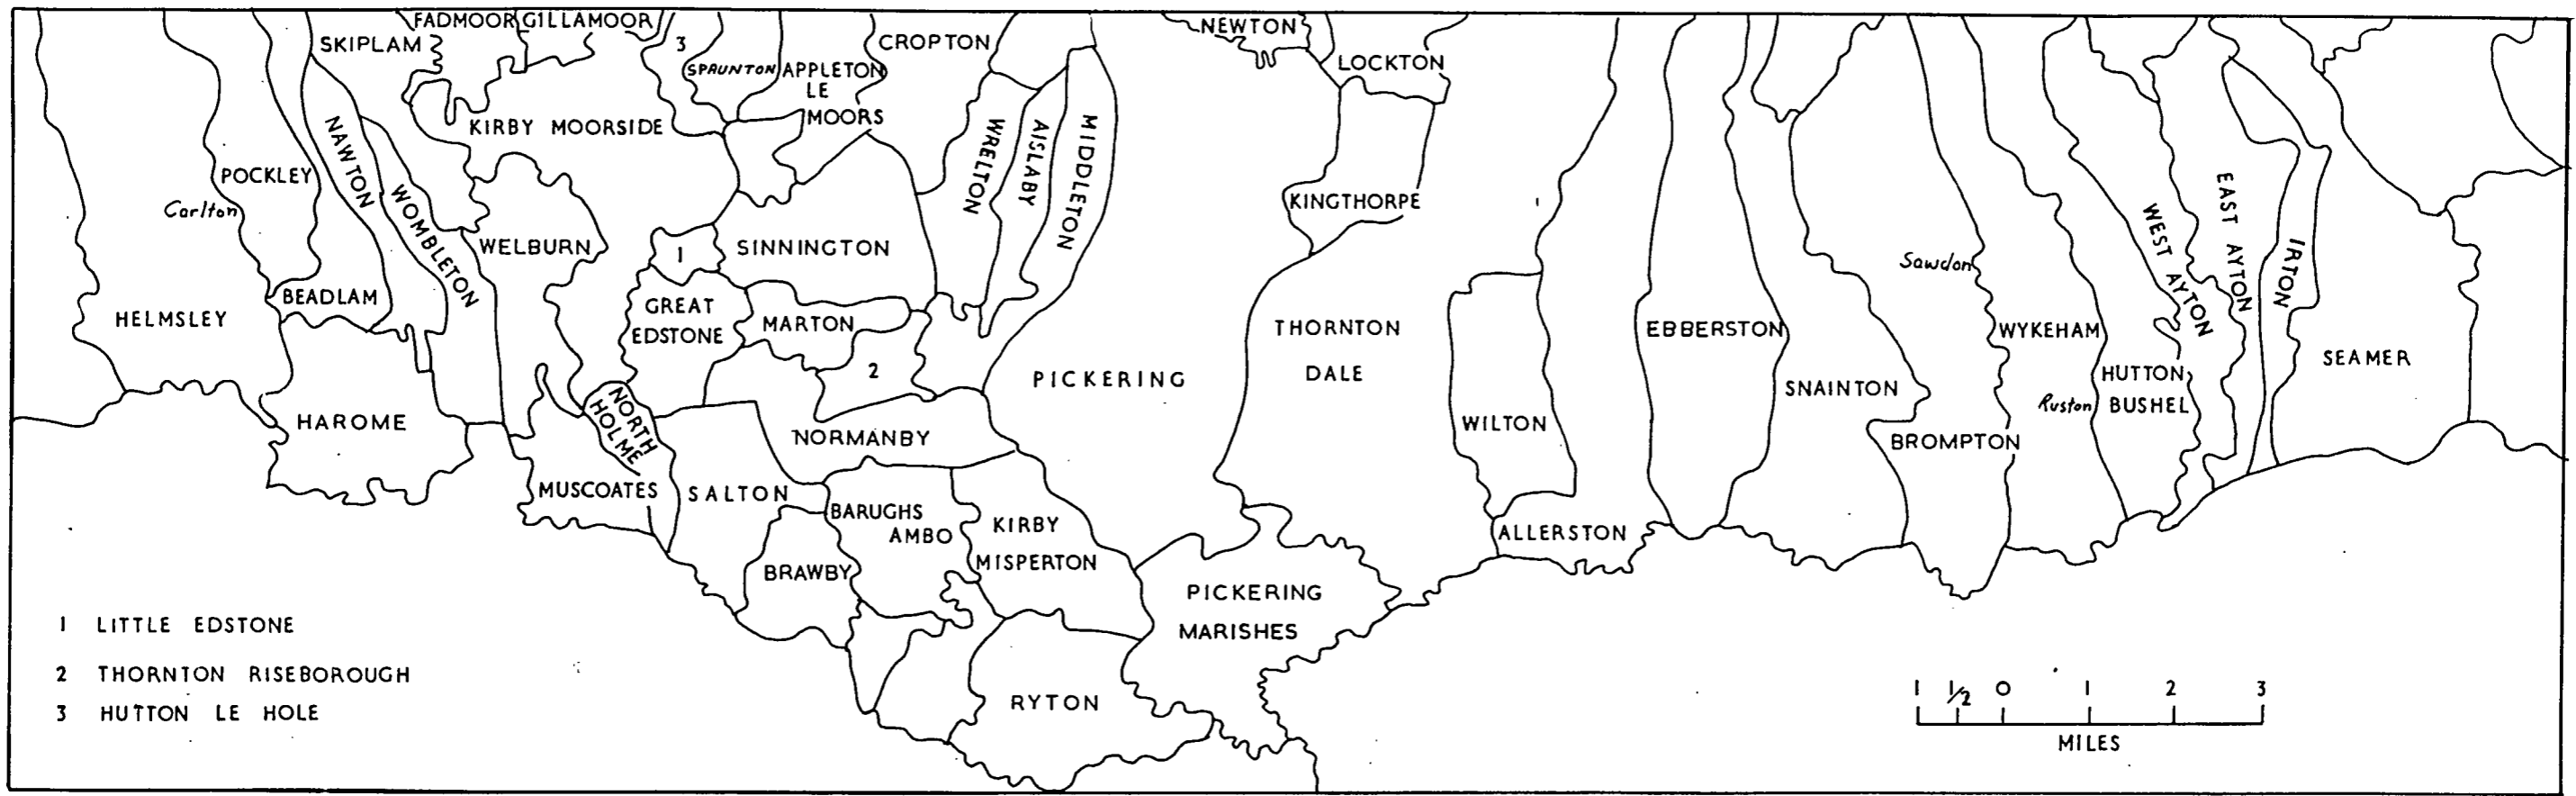 FADMOOR
GILLAMOOR
SKIPLAM
3
SPAUNTON
APPLETON
LE
MOORS
CROPTON
NEWTON
LOCKTON
KIRBY MOORSIDE
NAWTON
WOMBLETON
POCKLEY
Carlton
WRELTON
AISLABY
MIDDLETON
KINGTHORPE
WELBURN
1
SINNINGTON
BEADLAM
HELMSLEY
GREAT
EDSTONE
MARTON
2
PICKERING
THORNTON
DALE
WILTON
EBBERSTON
SNAINTON
Sawdon
WYKEHAM
BROMPTON
Ruston
HUTTON
BUSHEL
WEST AYTON
EAST AYTON
IRTON
SEAMER
HAROME
NORTH
HOLME
NORMANBY
MUSCOATES
SALTON
BARUGHS
AMBO
KIRBY
MISPERTON
BRAWBY
ALLERSTON
PICKERING
MARISHES
RYTON
1 LITTLE EDSTONE
2 THORNTON RISEBOROUGH
3 HUTTON LE HOLE
1 1/2 0 1 2 3
MILES